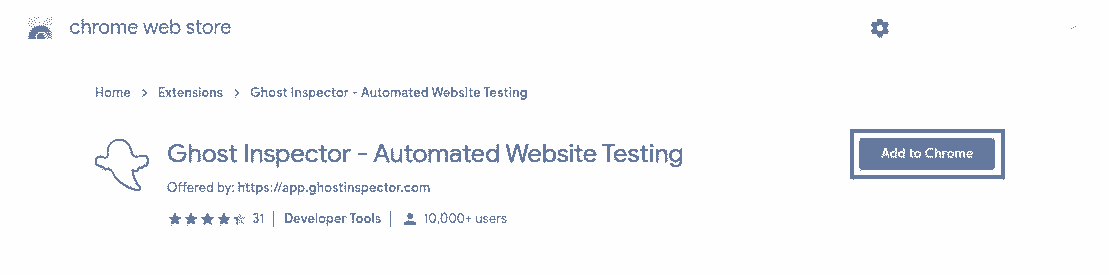 chrome web store
Home > Extensions > Ghost Inspector - Automated Website Testing
Ghost Inspector - Automated Website Testing
Add to Chrome
Offered by: https://app.ghostinspector.com
31 | Developer Tools | 10,000+ users